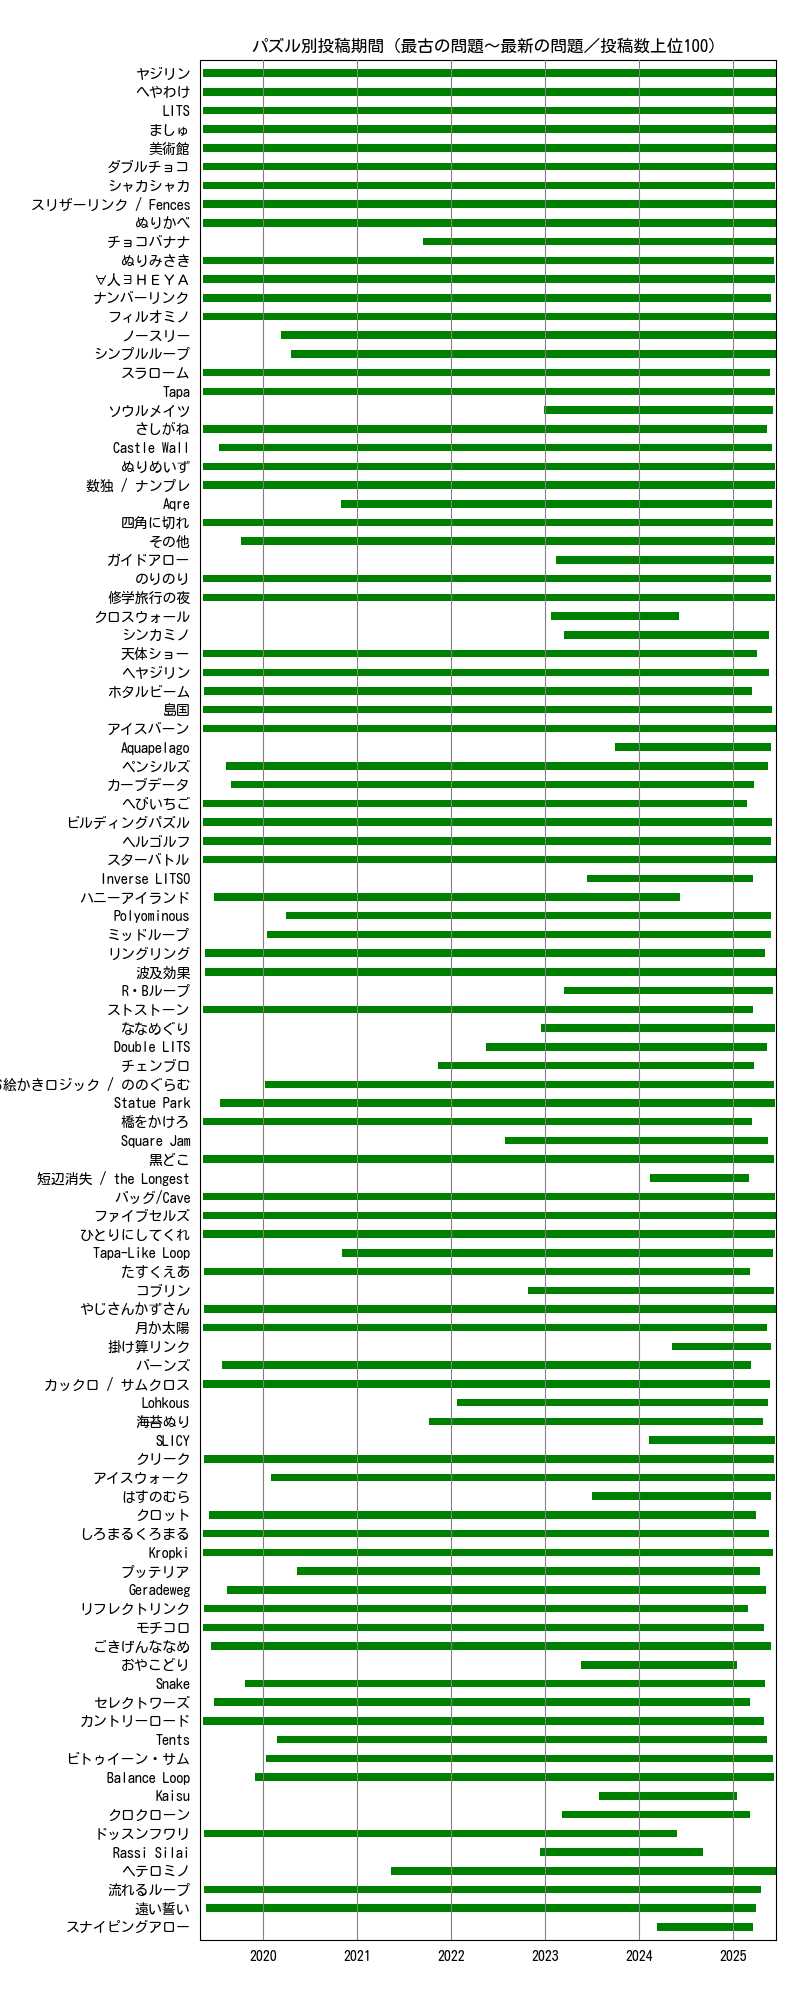 パズル別投稿期間（最古の問題～最新の問題／投稿数上位100）
ヤジリン
へやわけ
LITS
ましゅ
美術館
ダブルチョコ
シャカシャカ
スリザーリンク / Fences
ぬりかべ
チョコバナナ
ぬりみさき
∀人ヨＨＥＹＡ
ナンバーリンク
フィルオミノ
ノースリー
シンプルループ
スラローム
Tapa
ソウルメイツ
さしがね
Castle Wall
ぬりめいず
数独 / ナンプレ
Aqre
四角に切れ
その他
ガイドアロー
のりのり
修学旅行の夜
クロスウォール
シンカミノ
天体ショー
ヘヤジリン
ホタルビーム
島国
アイスバーン
Aquapelago
ペンシルズ
カーブデータ
へびいちご
ビルディングパズル
ヘルゴルフ
スターバトル
Inverse LITSO
ハニーアイランド
Polyominous
ミッドループ
リングリング
波及効果
R・Bループ
ストストーン
ななめぐり
Double LITS
チェンブロ
絵かきロジック / ののぐらむ
Statue Park
橋をかけろ
Square Jam
黒どこ
短辺消失 / the Longest
バッグ/Cave
ファイブセルズ
ひとりにしてくれ
Tapa-Like Loop
たすくえあ
コブリン
やじさんかずさん
月か太陽
掛け算リンク
バーンズ
カックロ / サムクロス
Lohkous
海苔ぬり
SLICY
クリーク
アイスウォーク
はすのむら
クロット
しろまるくろまる
Kropki
プッテリア
Geradeweg
リフレクトリンク
モチコロ
ごきげんななめ
おやこどり
Snake
セレクトワーズ
カントリーロード
Tents
ビトゥイーン・サム
Balance Loop
Kaisu
クロクローン
ドッスンフワリ
Rassi Silai
ヘテロミノ
流れるループ
遠い誓い
スナイピングアロー
2020 2021 2022 2023 2024 2025